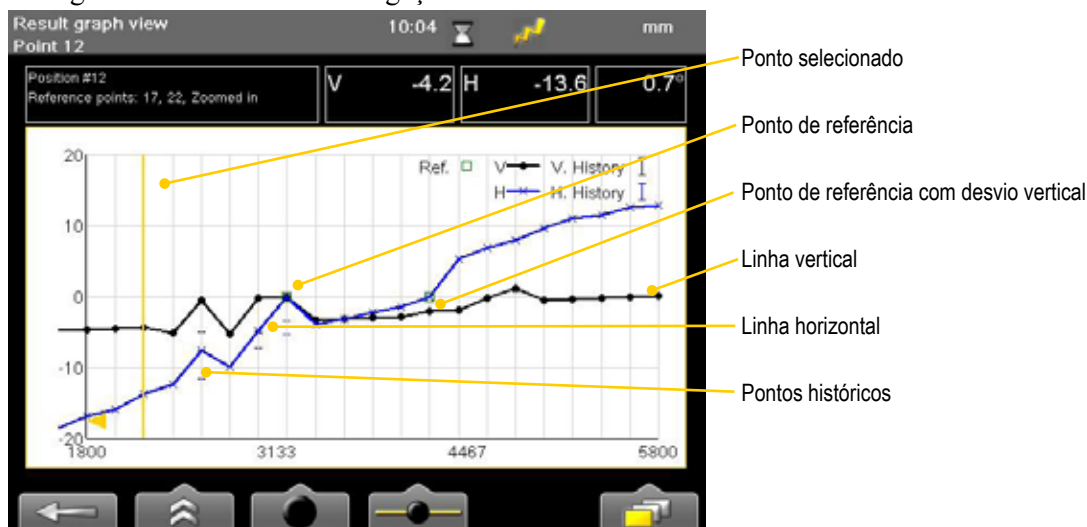 Result graph view
Point 12
10:04
mm
Position #12
Reference points: 17, 22, Zoomed in
V -4.2
H -13.6
0.7°
Ref. V V. History
H H. History
20
10
0
-10
-20
1800 3133 4467 5800
Ponto selecionado
Ponto de referência
Ponto de referência com desvio vertical
Linha vertical
Linha horizontal
Pontos históricos